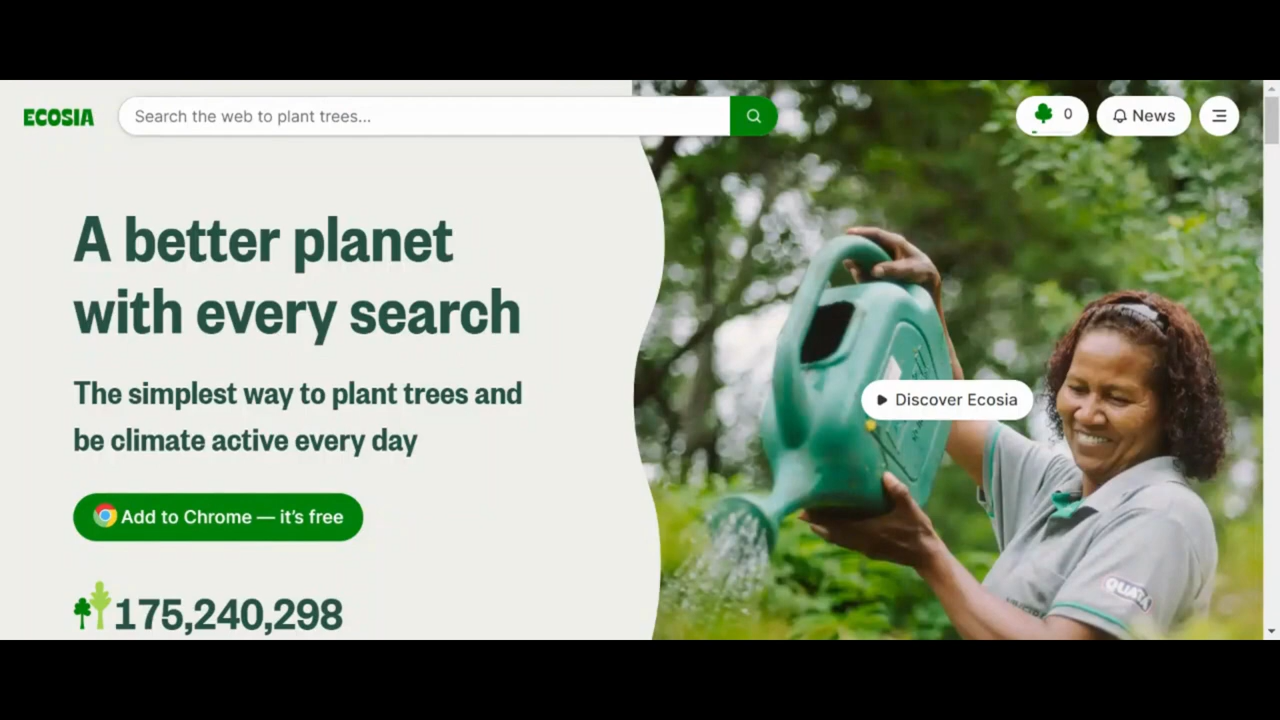 ECOSIA
Search the web to plant trees...
0
News
A better planet
with every search
The simplest way to plant trees and
be climate active every day
Discover Ecosia
Add to Chrome — it's free
175,240,298